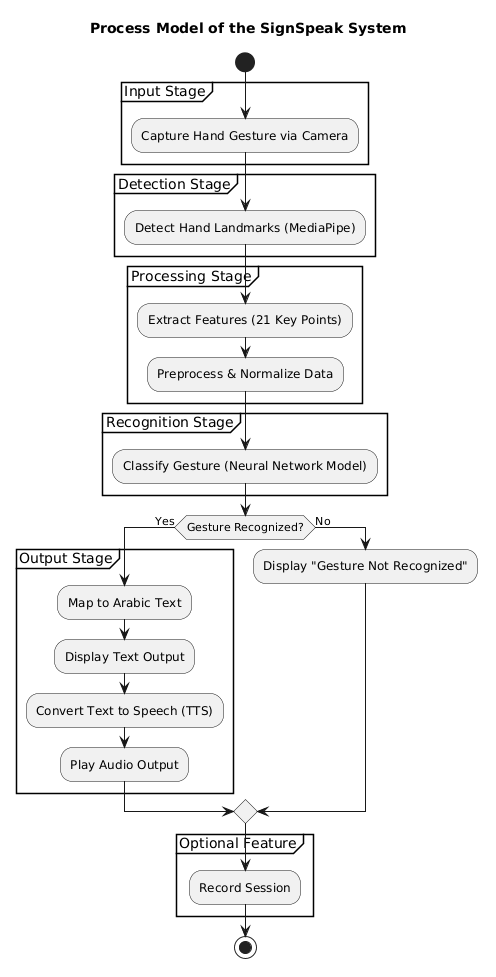 Process Model of the SignSpeak System
Input Stage
Capture Hand Gesture via Camera
Detection Stage
Detect Hand Landmarks (MediaPipe)
Processing Stage
Extract Features (21 Key Points)
Preprocess & Normalize Data
Recognition Stage
Classify Gesture (Neural Network Model)
Yes
Gesture Recognized?
No
Output Stage
Map to Arabic Text
Display Text Output
Convert Text to Speech (TTS)
Play Audio Output
Display "Gesture Not Recognized"
Optional Feature
Record Session